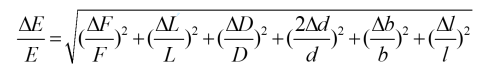 ΔE/E = √((ΔF/F)² + (ΔL/L)² + (ΔD/D)² + (2Δd/d)² + (Δb/b)² + (Δl/l)²)